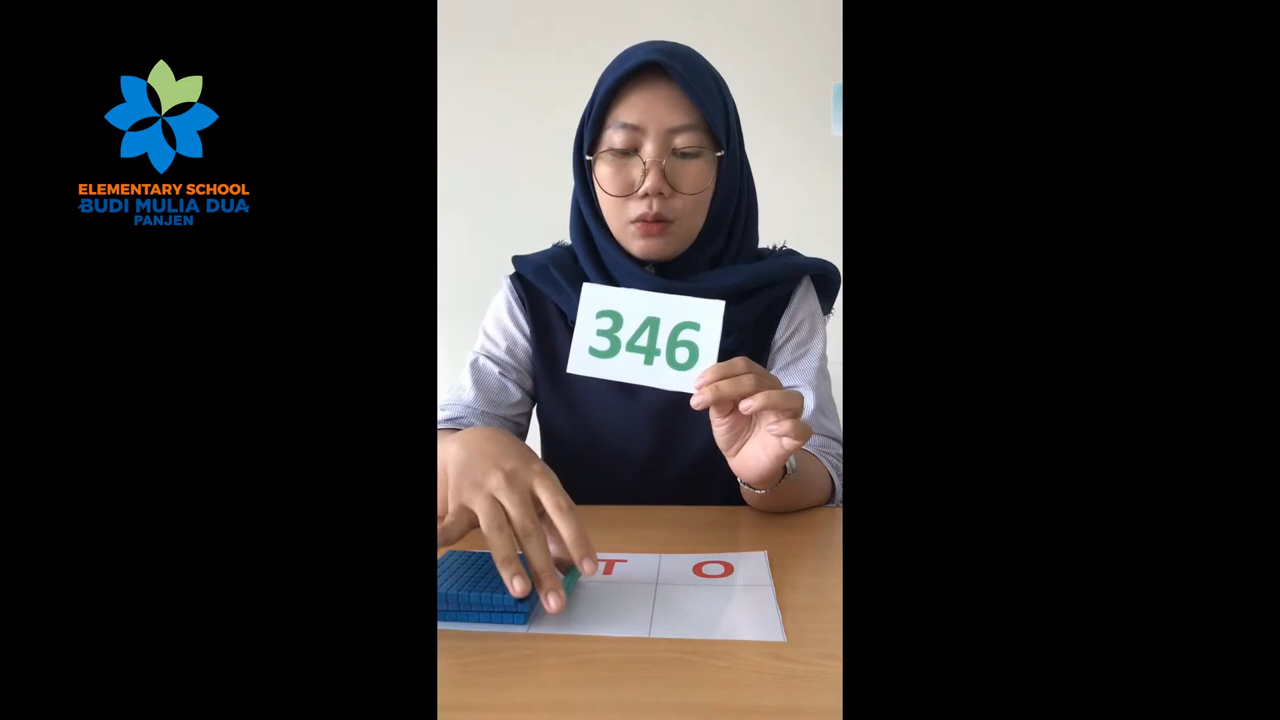 ELEMENTARY SCHOOL
BUDI MULIA DUA
PANJEN
346
T O